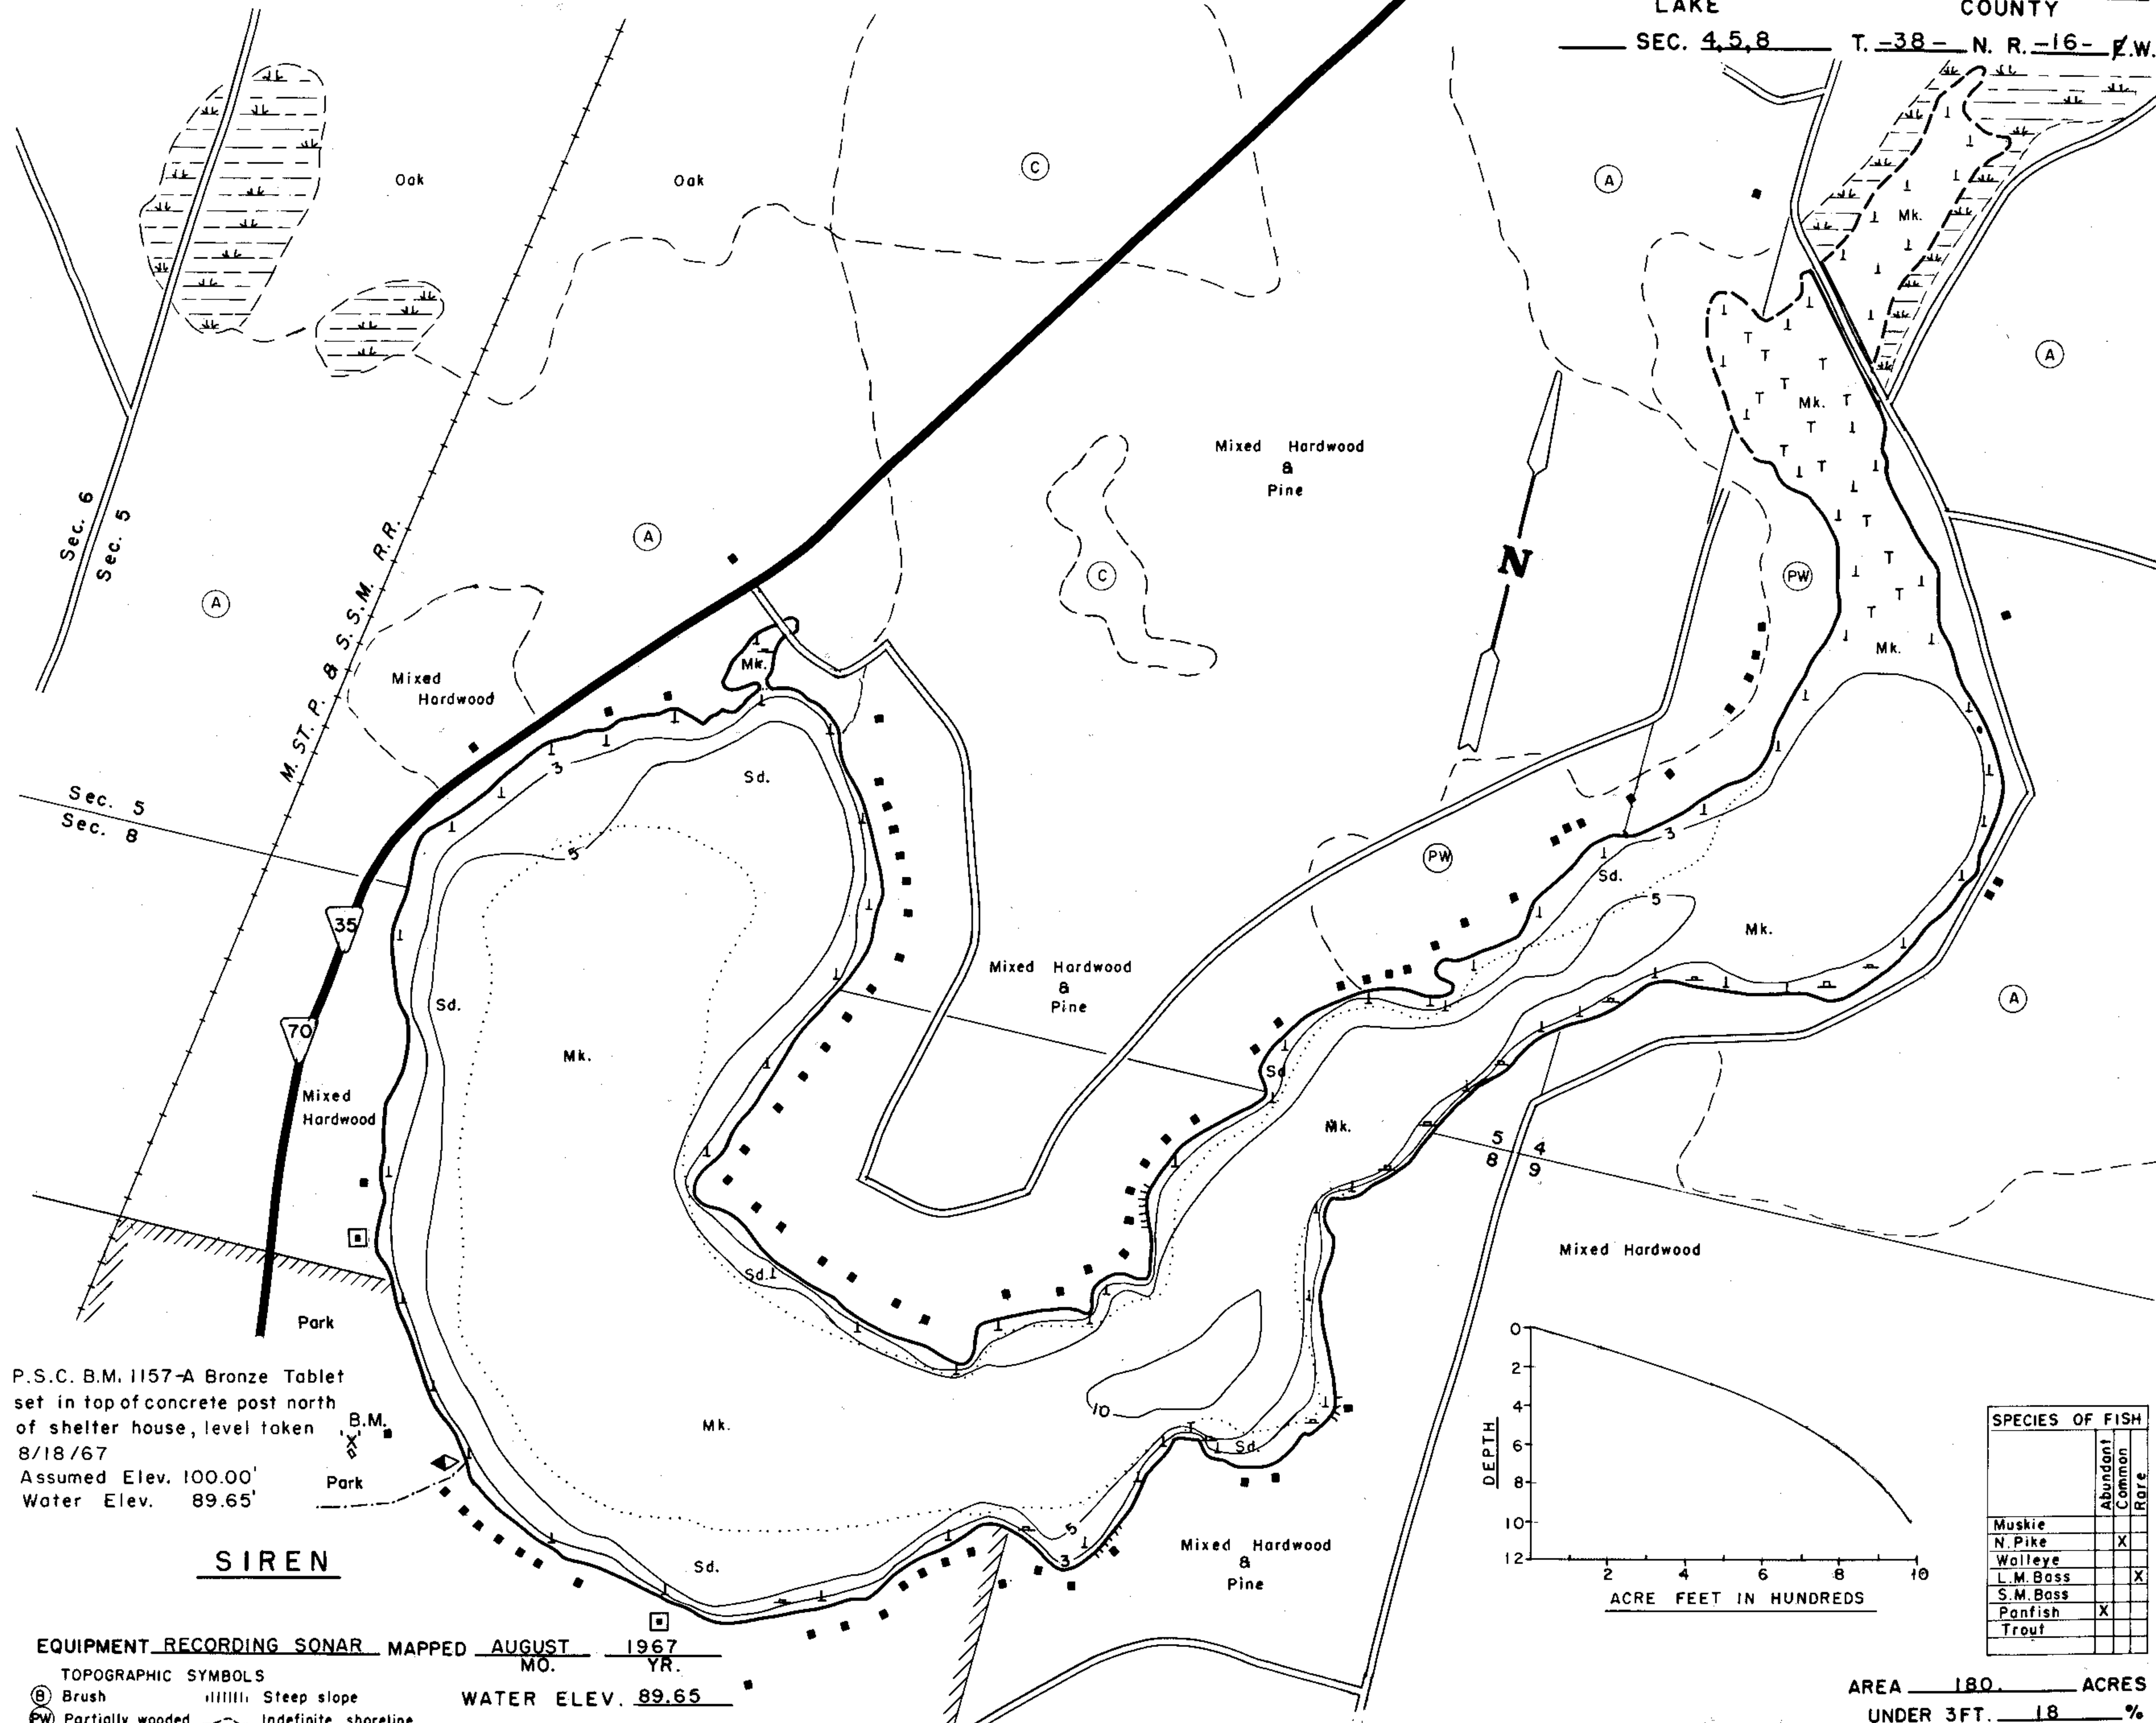 LAKE COUNTY
SEC. 4,5,8 T. -38- N. R. -16- E.W.
Oak
Oak
C
A
Mk.
A
Mk.
Mixed Hardwood
&
Pine
Sec. 6
Sec. 5
A
A
C
N
PW
M. ST. P. & S. S. M. R. R.
Mk.
Mixed
Hardwood
Mk.
Sec. 5
Sec. 8
3
Sd.
5
3
PW
Sd.
5
Mk.
35
Sd.
Mixed Hardwood
&
Pine
A
70
Mk.
Sd
Mixed
Hardwood
Mk.
5 4
8 9
Mixed Hardwood
Sd.
Park
10
Mk.
Sd.
P.S.C. B.M. 1157-A Bronze Tablet
set in top of concrete post north
of shelter house, level taken
8/18/67
Assumed Elev. 100.00'
Water Elev. 89.65'
B.M.
Park
5
3
Sd.
Mixed Hardwood
&
Pine
SIREN
DEPTH
0
2
4
6
8
10
12
2 4 6 8 10
ACRE FEET IN HUNDREDS
SPECIES OF FISH
Abundant
Common
Rare
Muskie
N. Pike X
Walleye
L.M. Bass X
S.M. Bass
Panfish X
Trout
EQUIPMENT RECORDING SONAR MAPPED AUGUST 1967
MO. YR.
TOPOGRAPHIC SYMBOLS
B Brush Steep slope
WATER ELEV. 89.65
PW Partially wooded Indefinite shoreline
AREA 180. ACRES
UNDER 3FT. 18 %